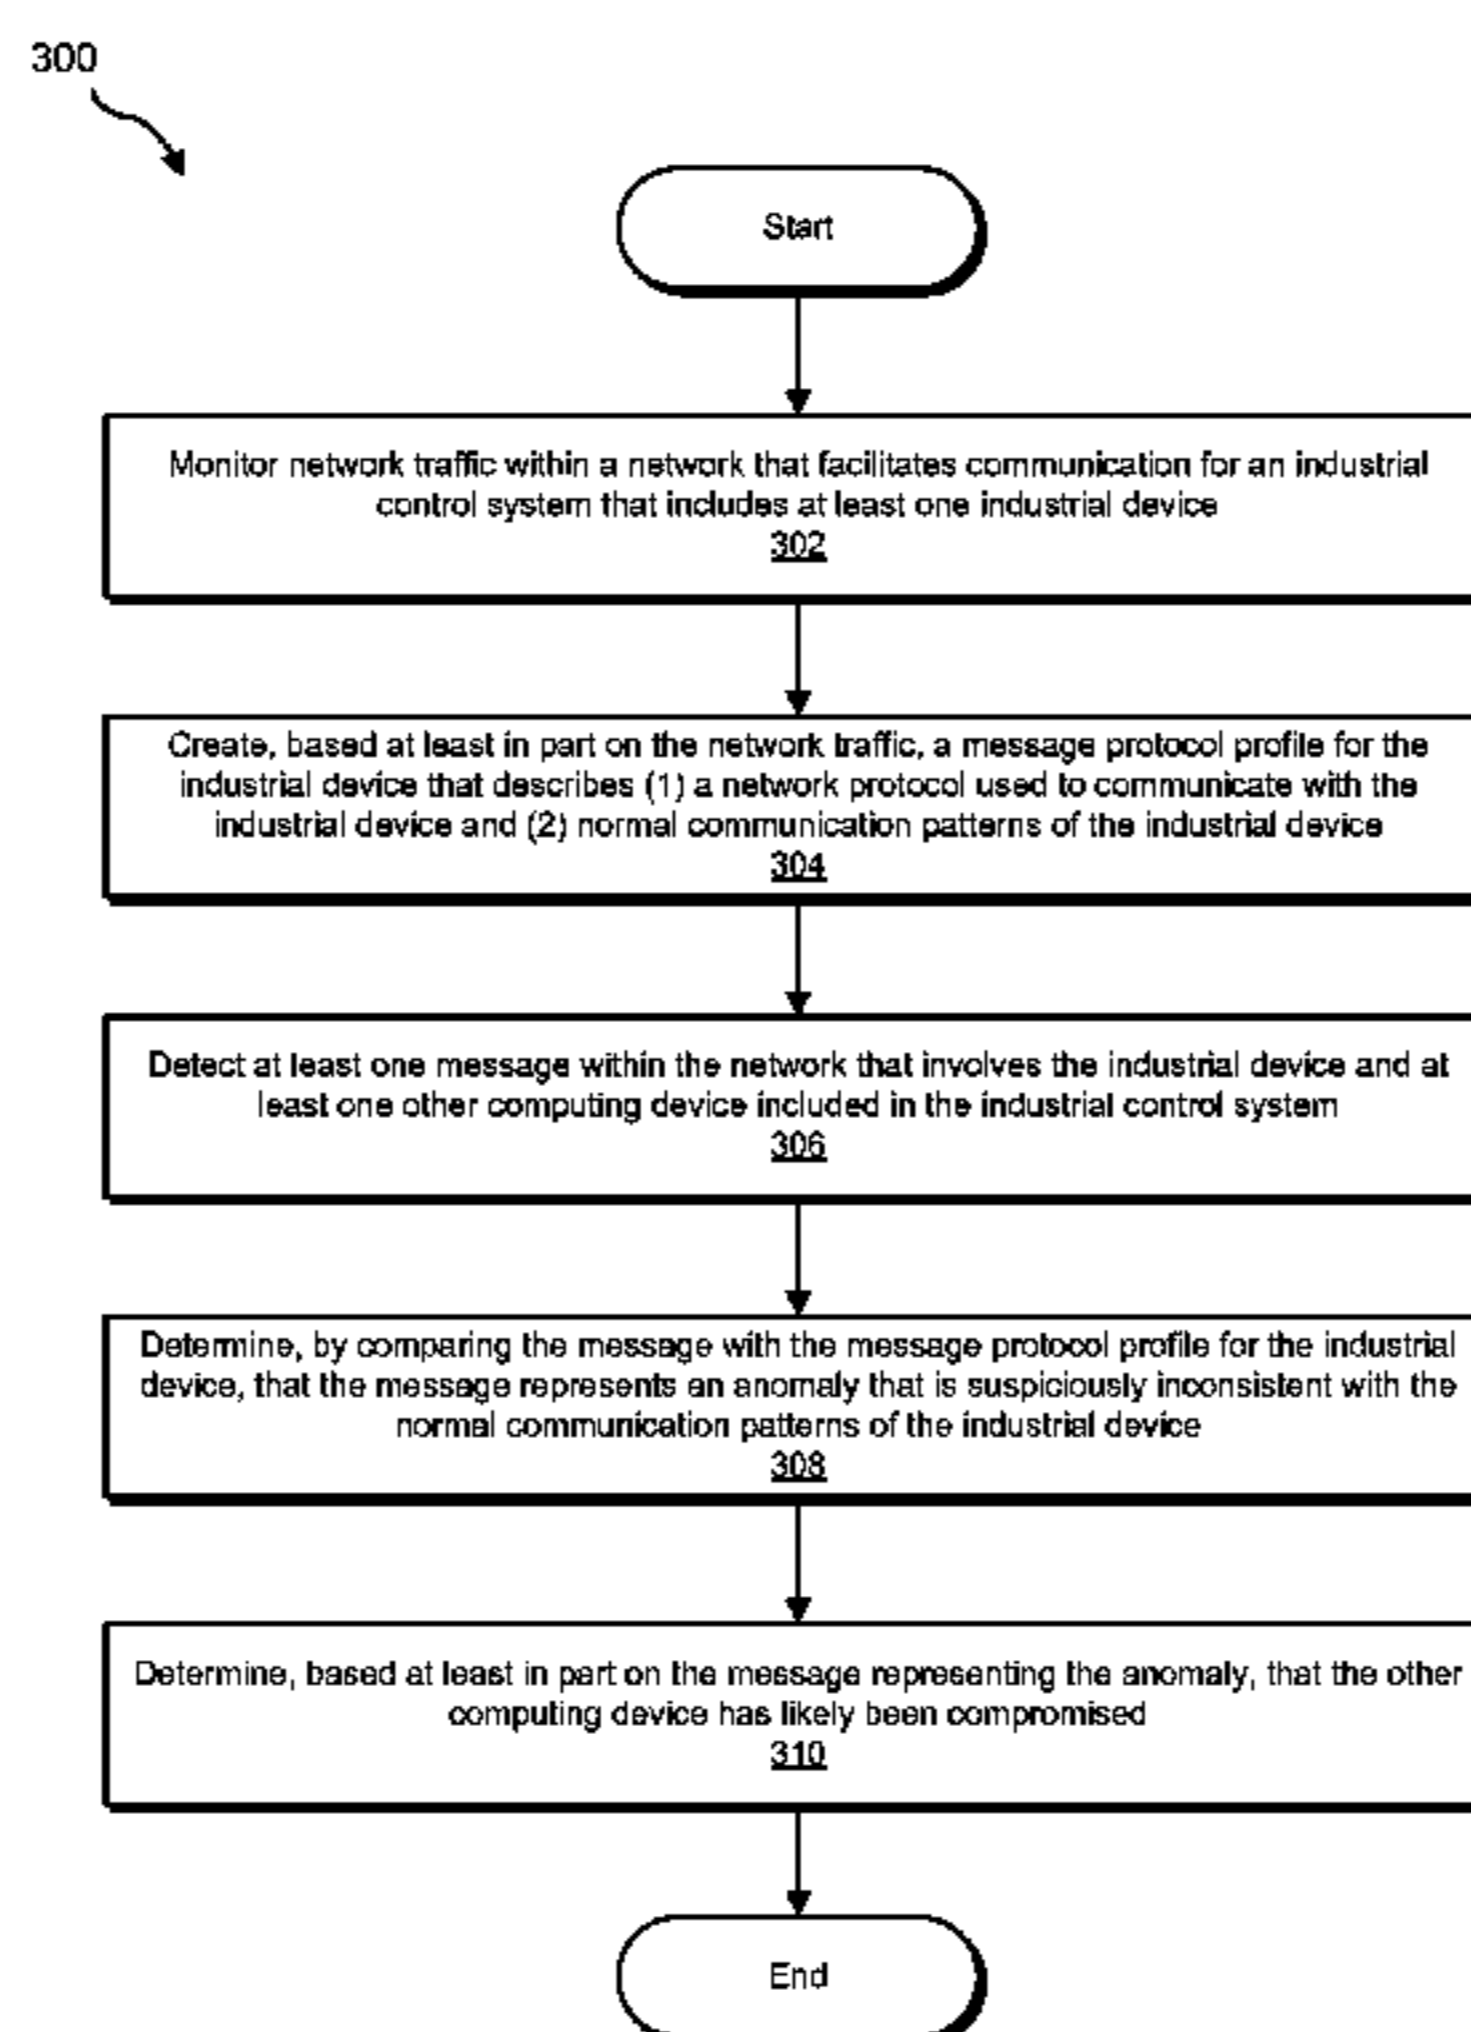 300
Start
Monitor network traffic within a network that facilitates communication for an industrial
control system that includes at least one industrial device
302
Create, based at least in part on the network traffic, a message protocol profile for the
industrial device that describes (1) a network protocol used to communicate with the
industrial device and (2) normal communication patterns of the industrial device
304
Detect at least one message within the network that involves the industrial device and at
least one other computing device included in the industrial control system
306
Determine, by comparing the message with the message protocol profile for the industrial
device, that the message represents an anomaly that is suspiciously inconsistent with the
normal communication patterns of the industrial device
308
Determine, based at least in part on the message representing the anomaly, that the other
computing device has likely been compromised
310
End